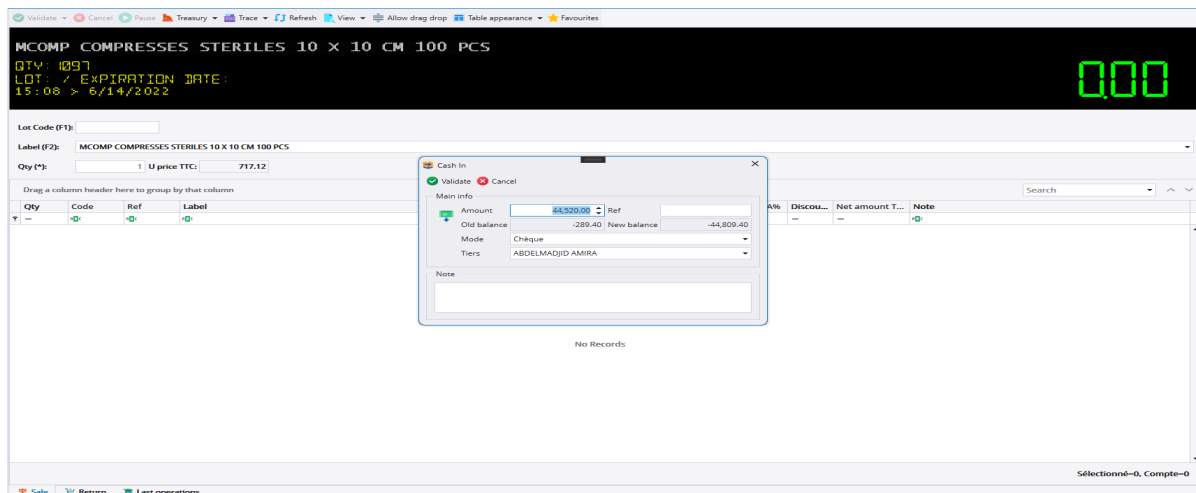 Validate Cancel Pause Treasury Trace Refresh View Allow drag drop Table appearance Favourites
MCOMP COMPRESSES STERILES 10 X 10 CM 100 PCS
QTY: 1097
LOT: / EXPIRATION DATE:
15:08 > 6/14/2022
0.00
Lot Code (F1):
Label (F2): MCOMP COMPRESSES STERILES 10 X 10 CM 100 PCS
Qty (*): 1 U price TTC: 717.12
Drag a column header here to group by that column
Search
Qty Code Ref Label
A% Discou... Net amount T... Note
Cash In
Validate Cancel
Main info
Amount 44,520.00 Ref
Old balance -289.40 New balance -44,809.40
Mode Chèque
Tiers ABDELMADJID AMIRA
Note
No Records
Sélectionné=0, Compte=0
Sale Return Last operations